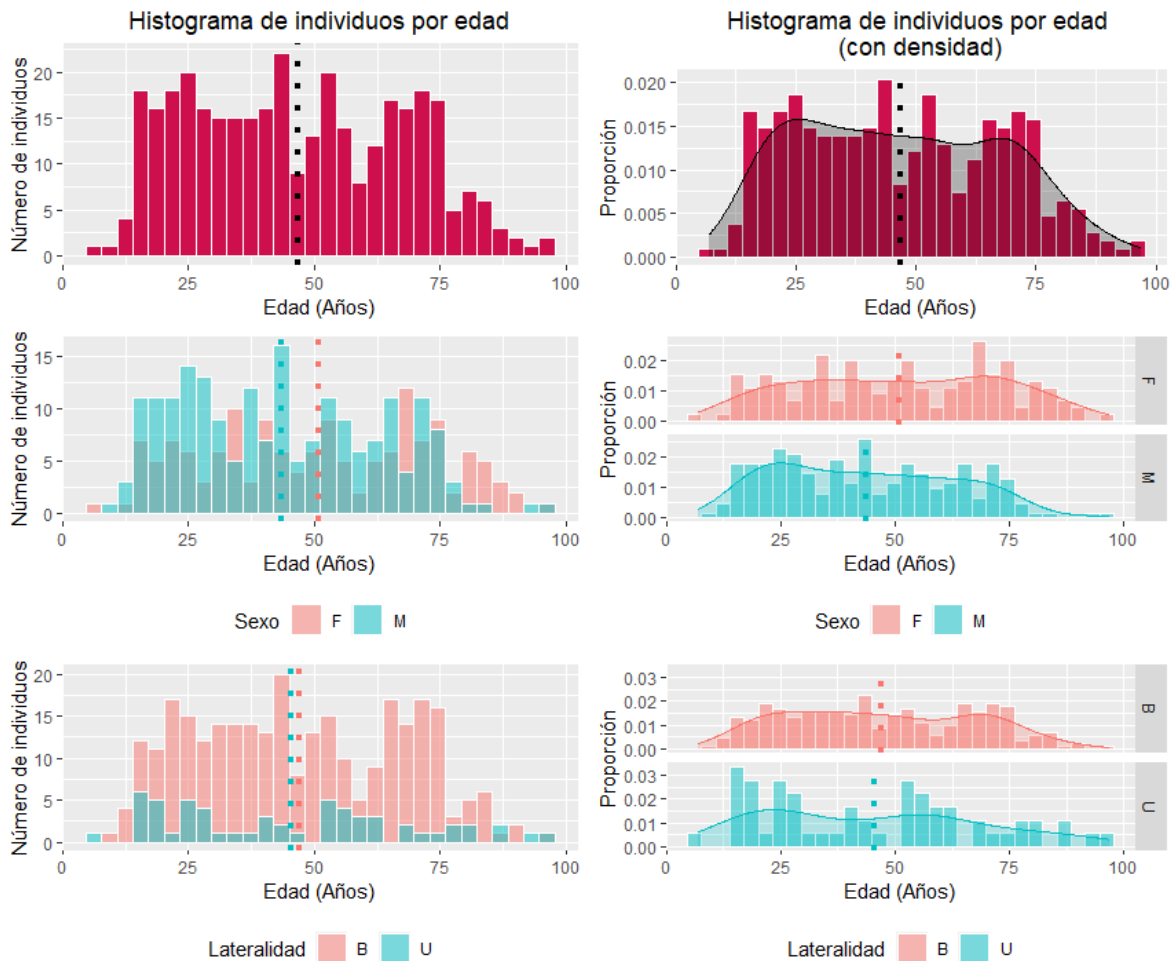 Histograma de individuos por edad
Número de individuos
20
15
10
5
0
0 25 50 75 100
Edad (Años)
Histograma de individuos por edad
(con densidad)
Proporción
0.020
0.015
0.010
0.005
0.000
0 25 50 75 100
Edad (Años)
Número de individuos
15
10
5
0
0 25 50 75 100
Edad (Años)
Sexo F M
Proporción
0.02
0.01
0.00
F
0.02
0.01
0.00
M
0 25 50 75 100
Edad (Años)
Sexo F M
Número de individuos
20
15
10
5
0
0 25 50 75 100
Edad (Años)
Lateralidad B U
Proporción
0.03
0.02
0.01
0.00
B
0.03
0.02
0.01
0.00
U
0 25 50 75 100
Edad (Años)
Lateralidad B U